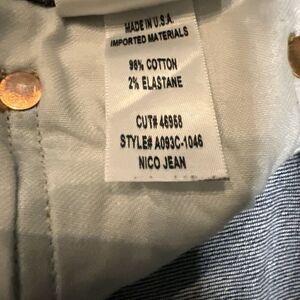 MADE IN U.S.A.
IMPORTED MATERIALS
98% COTTON
2% ELASTANE
CUT# 46958
STYLE# A093C-1046
NICO JEAN